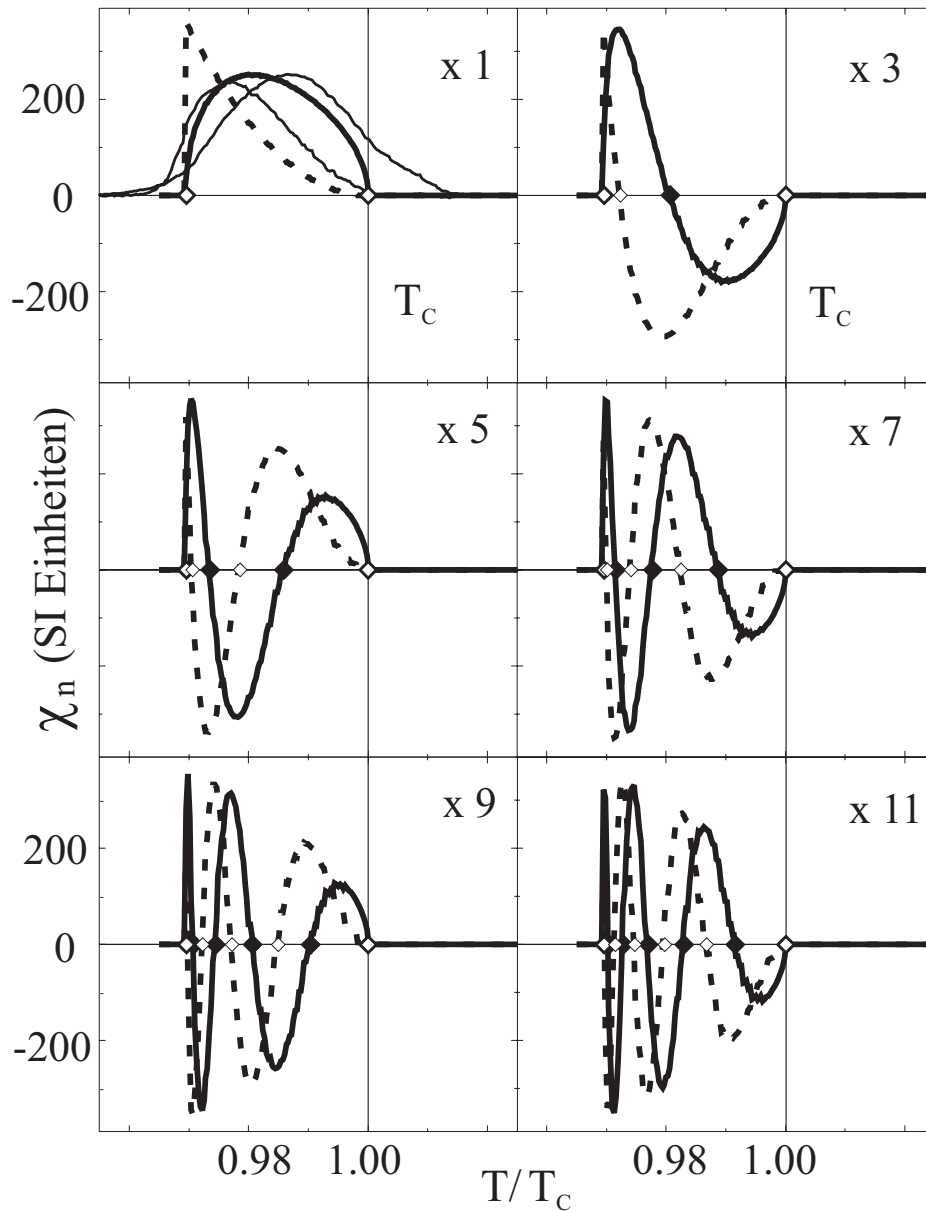 x 1
x 3
200
0
-200
T_C
T_C
x 5
x 7
χ_n (SI Einheiten)
x 9
x 11
200
0
-200
0.98 1.00 0.98 1.00
T/T_C